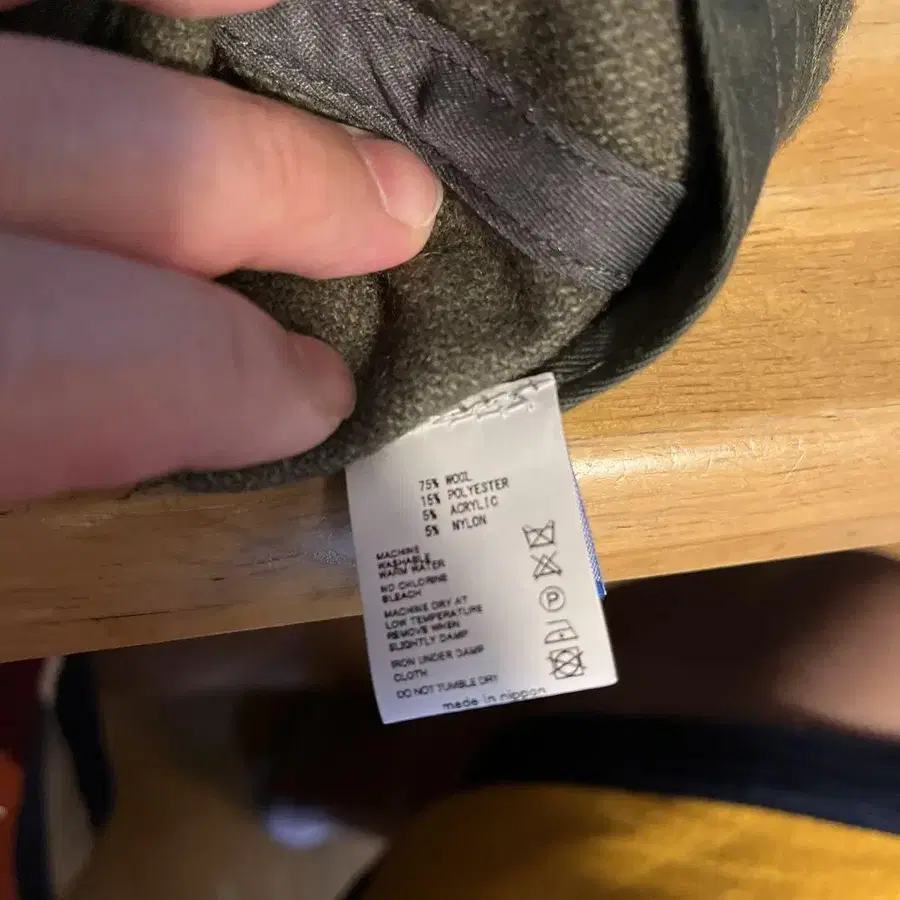 75% WOOL
15% POLYESTER
5% ACRYLIC
5% NYLON
MACHINE
WASHABLE
WARM WATER
NO CHLORINE
BLEACH
MACHINE DRY AT
LOW TEMPERATURE
REMOVE WHEN
SLIGHTLY DAMP
IRON UNDER DAMP
CLOTH
DO NOT TUMBLE DRY
P
made in nippon